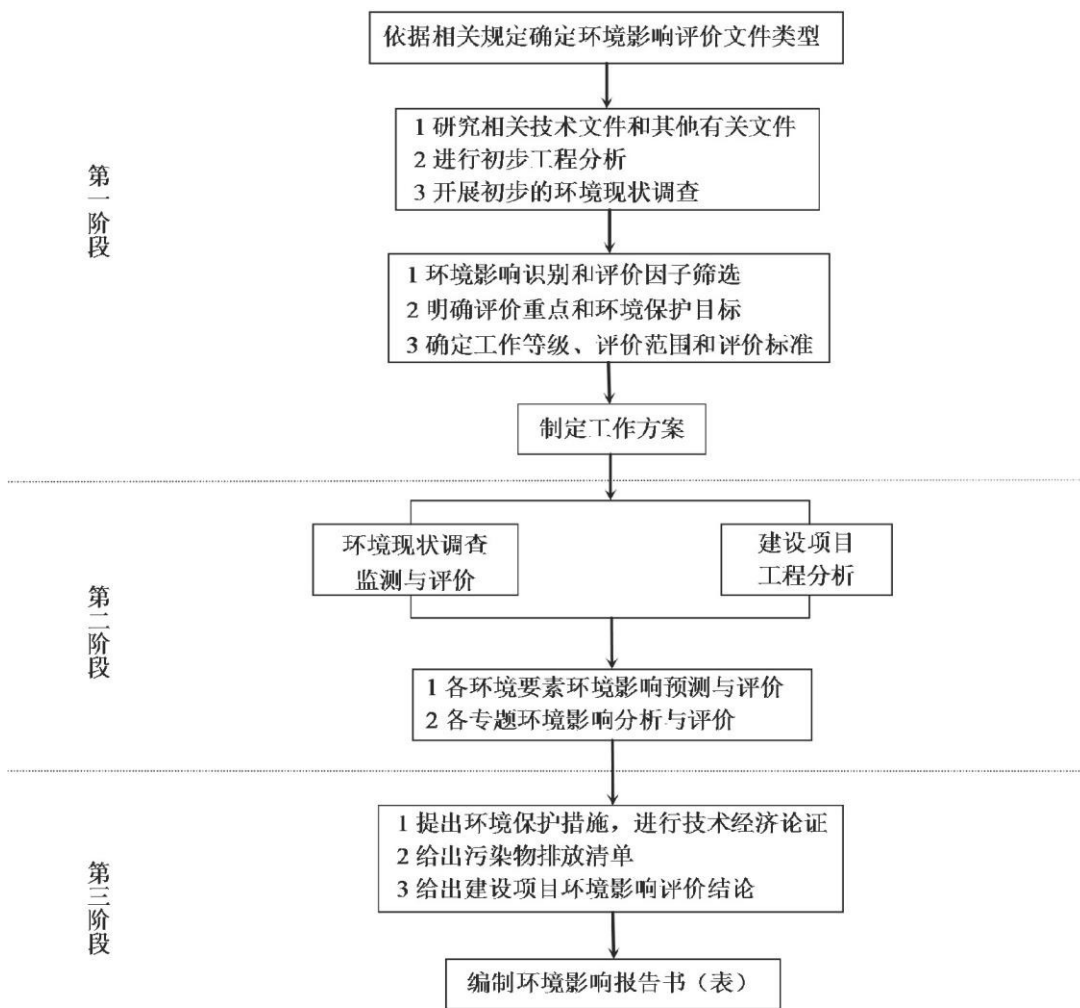 依据相关规定确定环境影响评价文件类型
第一阶段
1 研究相关技术文件和其他有关文件
2 进行初步工程分析
3 开展初步的环境现状调查
1 环境影响识别和评价因子筛选
2 明确评价重点和环境保护目标
3 确定工作等级、评价范围和评价标准
制定工作方案
第二阶段
环境现状调查
监测与评价
建设项目
工程分析
1 各环境要素环境影响预测与评价
2 各专题环境影响分析与评价
第三阶段
1 提出环境保护措施，进行技术经济论证
2 给出污染物排放清单
3 给出建设项目环境影响评价结论
编制环境影响报告书（表）